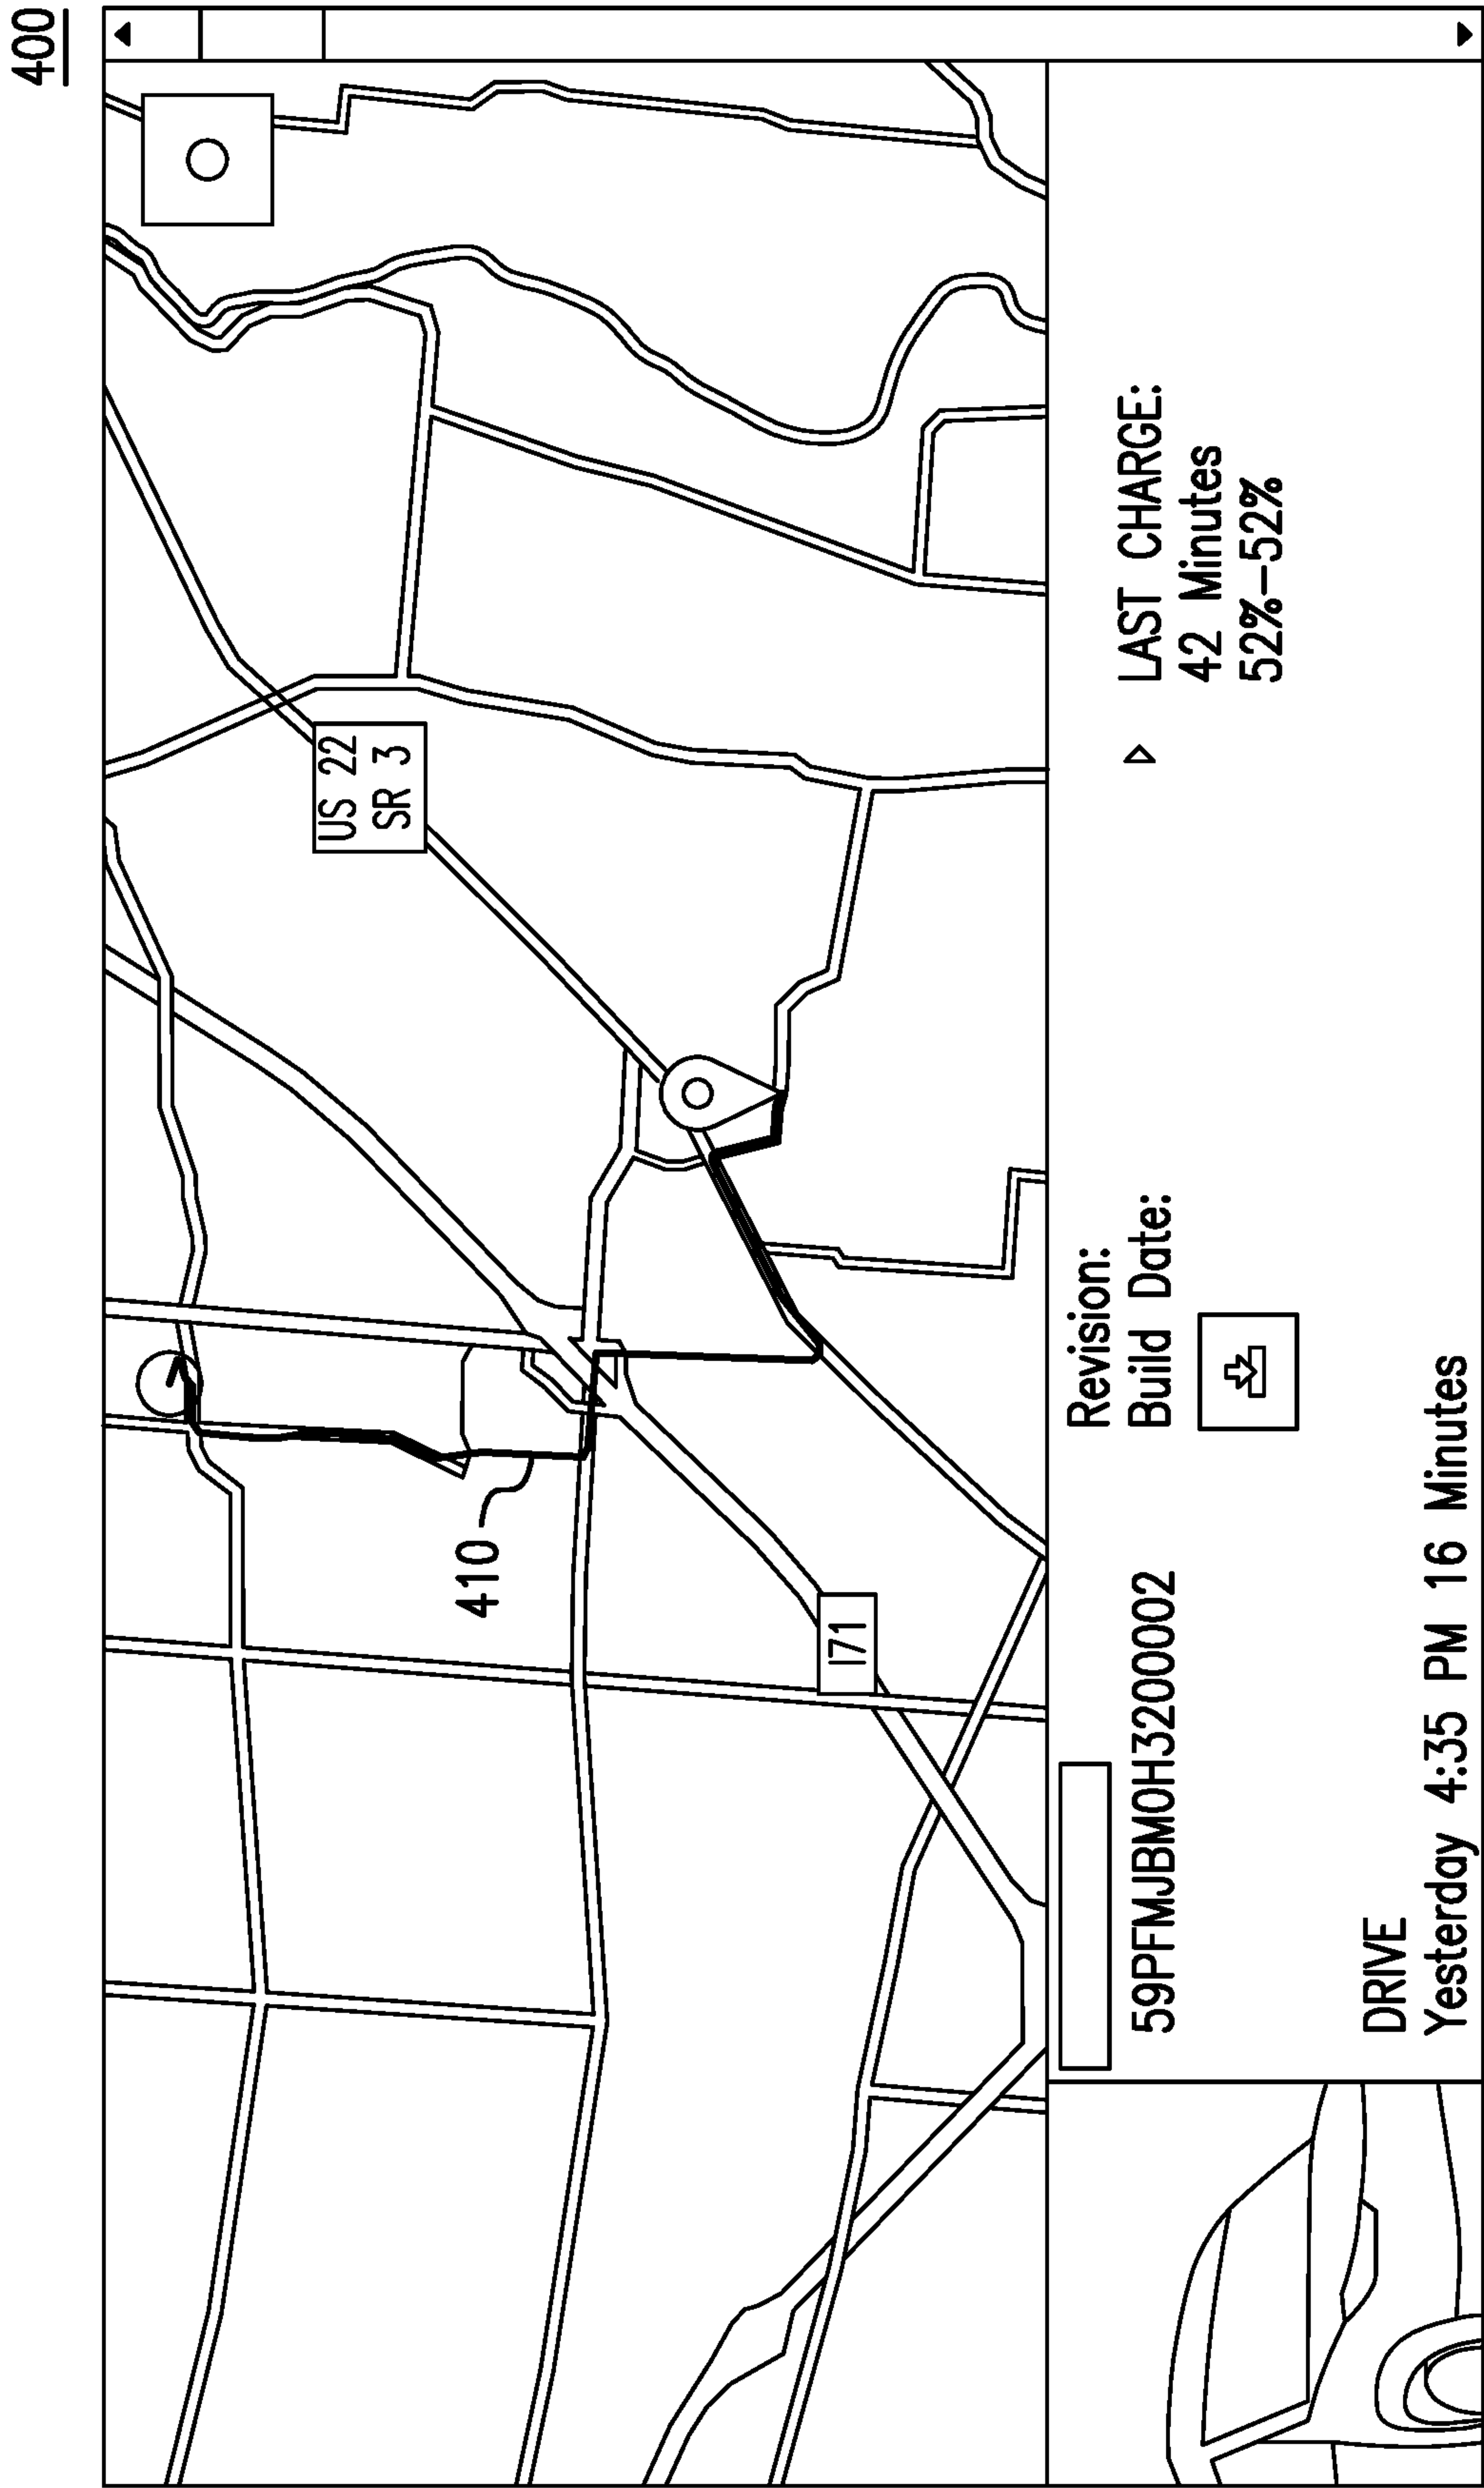 400
US 22
SR 3
410
I71
59PFMJBM0H3200002
Revision:
Build Date:
LAST CHARGE:
42 Minutes
52%–52%
DRIVE
Yesterday 4:35 PM 16 Minutes